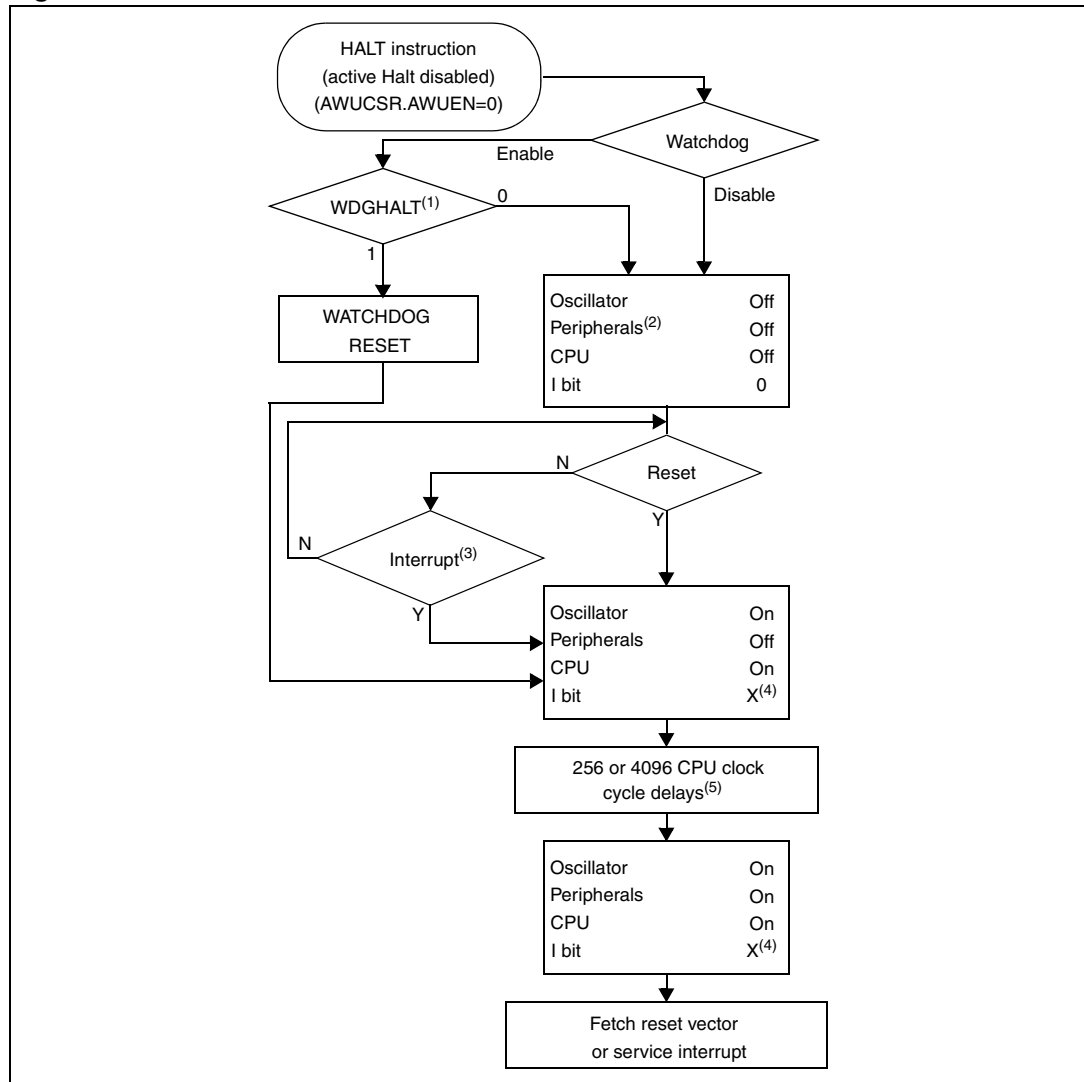 HALT instruction
(active Halt disabled)
(AWUCSR.AWUEN=0)
Watchdog
Enable
Disable
WDGHALT(1)
0
1
WATCHDOG
RESET
Oscillator Off
Peripherals(2) Off
CPU Off
I bit 0
Reset
N
Y
Interrupt(3)
N
Y
Oscillator On
Peripherals Off
CPU On
I bit X(4)
256 or 4096 CPU clock
cycle delays(5)
Oscillator On
Peripherals On
CPU On
I bit X(4)
Fetch reset vector
or service interrupt